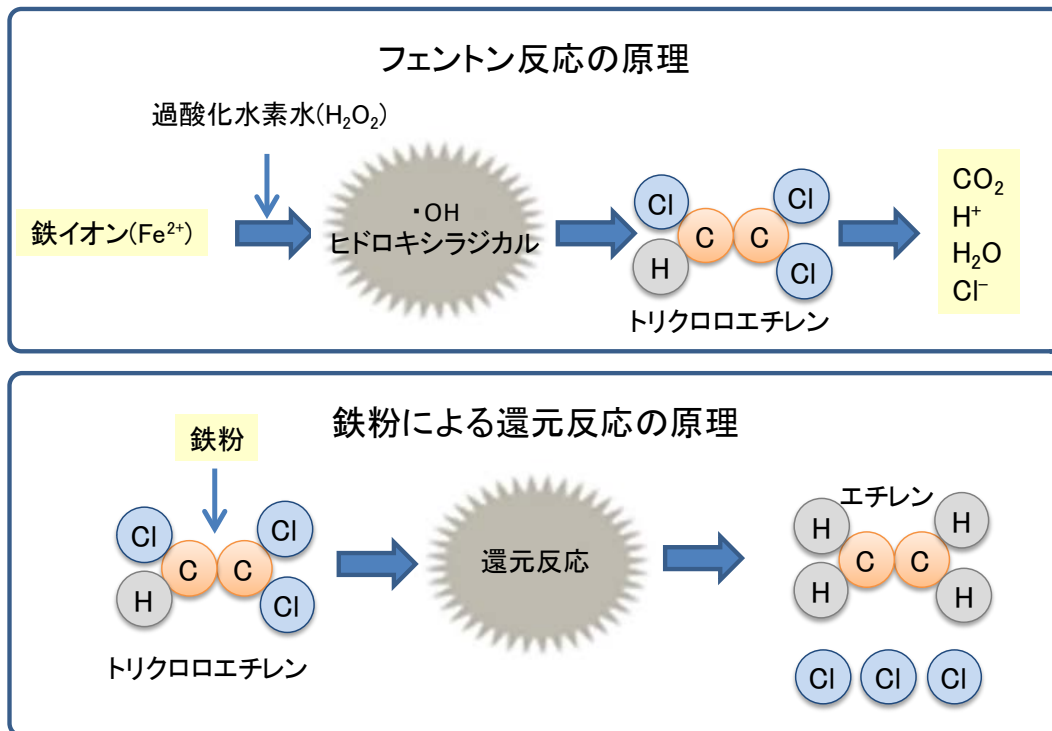 フェントン反応の原理
過酸化水素水(H₂O₂)
鉄イオン(Fe²⁺)
・OH
ヒドロキシラジカル
Cl
Cl
C
C
H
Cl
トリクロロエチレン
CO₂
H⁺
H₂O
Cl⁻
鉄粉による還元反応の原理
鉄粉
Cl
Cl
C
C
H
Cl
トリクロロエチレン
還元反応
エチレン
H
H
C
C
H
H
Cl
Cl
Cl